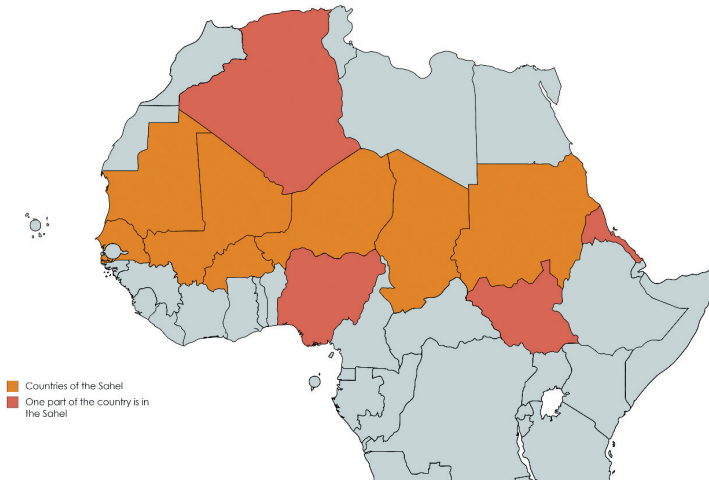 Countries of the Sahel
One part of the country is in
the Sahel